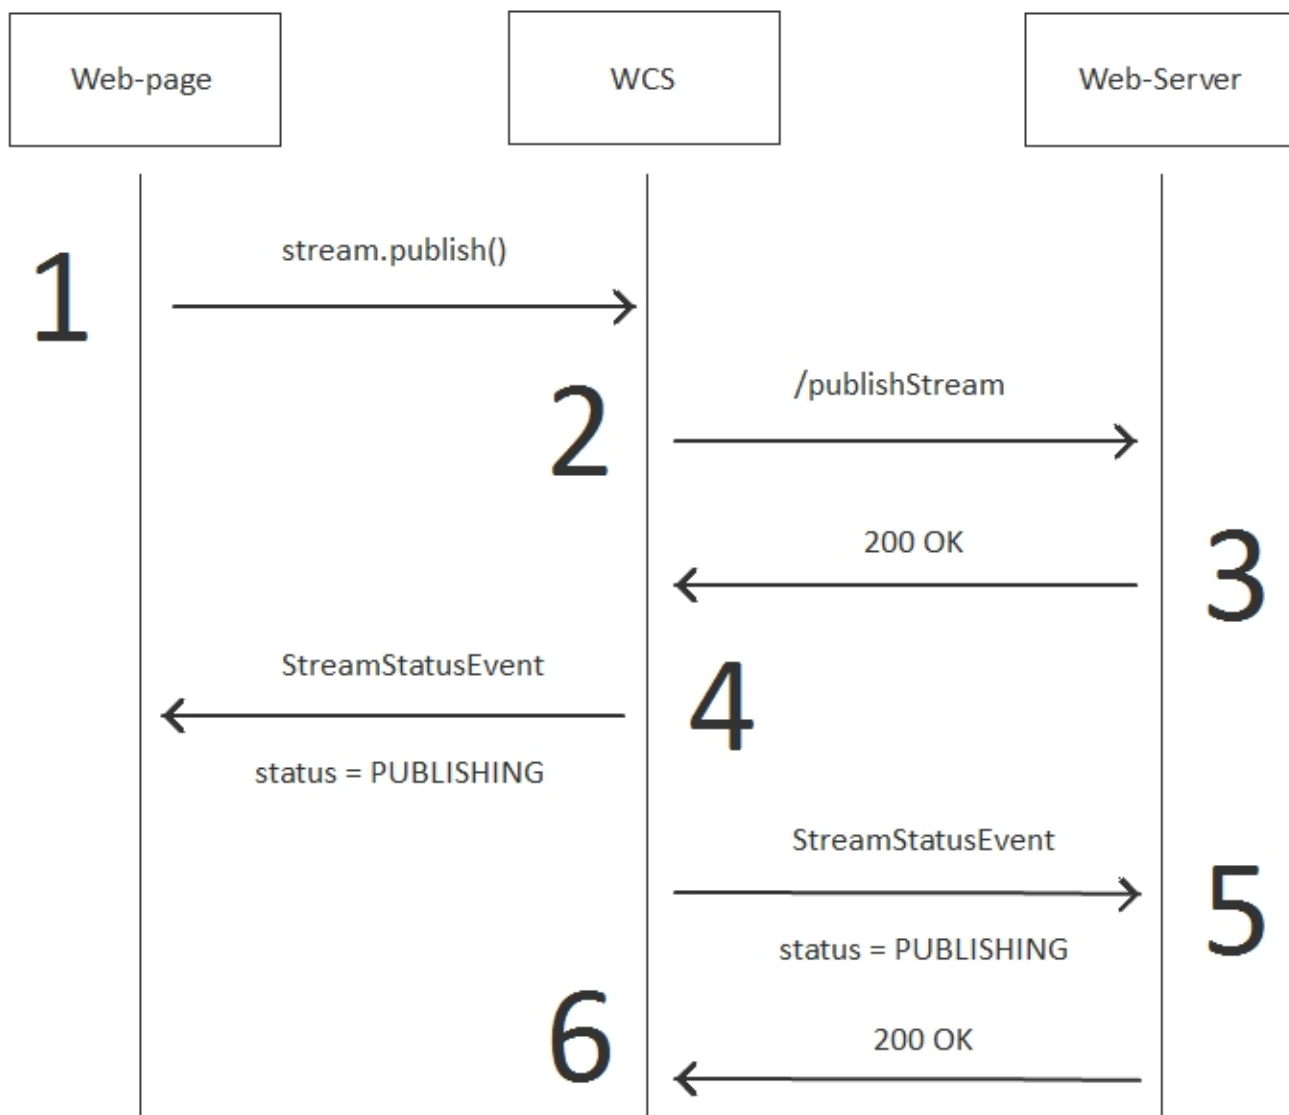 Web-page
WCS
Web-Server
1
stream.publish()
2
/publishStream
200 OK
3
StreamStatusEvent
4
status = PUBLISHING
StreamStatusEvent
5
status = PUBLISHING
6
200 OK